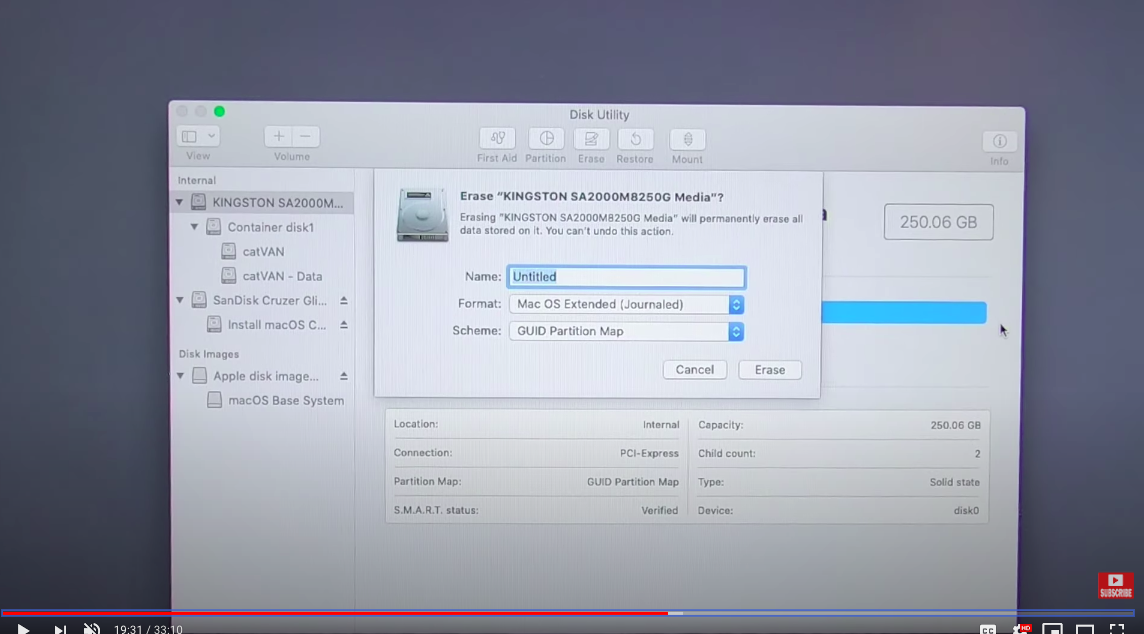 Disk Utility
View
Volume
First Aid
Partition
Erase
Restore
Mount
Info
Internal
KINGSTON SA2000M...
Container disk1
catVAN
catVAN - Data
SanDisk Cruzer Gli...
Install macOS C...
Disk Images
Apple disk image...
macOS Base System
Erase “KINGSTON SA2000M8250G Media”?
Erasing “KINGSTON SA2000M8250G Media” will permanently erase all
data stored on it. You can’t undo this action.
Name: Untitled
Format: Mac OS Extended (Journaled)
Scheme: GUID Partition Map
Cancel
Erase
a
250.06 GB
Location: Internal
Connection: PCI-Express
Partition Map: GUID Partition Map
S.M.A.R.T. status: Verified
Capacity: 250.06 GB
Child count: 2
Type: Solid state
Device: disk0
SUBSCRIBE
19:31 / 33:10
CC
HD